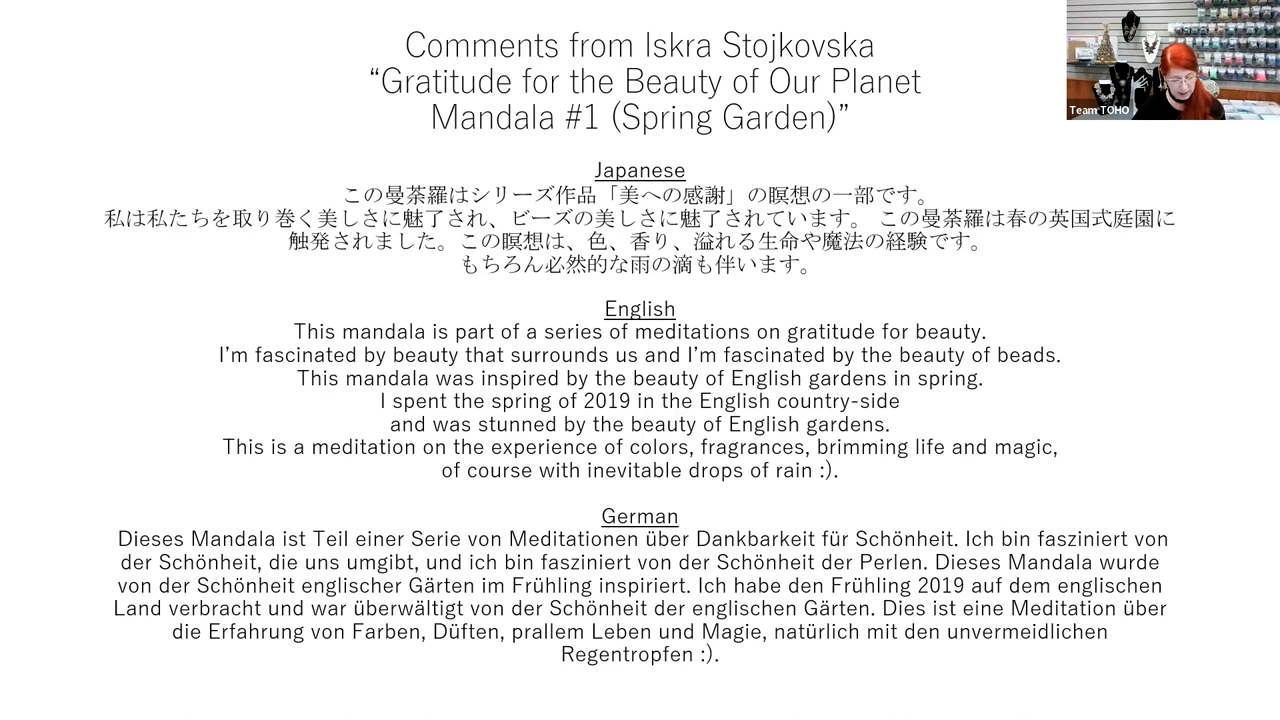 Comments from Iskra Stojkovska
“Gratitude for the Beauty of Our Planet
Mandala #1 (Spring Garden)”
Team TOHO
Japanese
この曼荼羅はシリーズ作品「美への感謝」の瞑想の一部です。
私は私たちを取り巻く美しさに魅了され、ビーズの美しさに魅了されています。 この曼荼羅は春の英国式庭園に
触発されました。この瞑想は、色、香り、溢れる生命や魔法の経験です。
もちろん必然的な雨の滴も伴います。
English
This mandala is part of a series of meditations on gratitude for beauty.
I’m fascinated by beauty that surrounds us and I’m fascinated by the beauty of beads.
This mandala was inspired by the beauty of English gardens in spring.
I spent the spring of 2019 in the English country-side
and was stunned by the beauty of English gardens.
This is a meditation on the experience of colors, fragrances, brimming life and magic,
of course with inevitable drops of rain :).
German
Dieses Mandala ist Teil einer Serie von Meditationen über Dankbarkeit für Schönheit. Ich bin fasziniert von
der Schönheit, die uns umgibt, und ich bin fasziniert von der Schönheit der Perlen. Dieses Mandala wurde
von der Schönheit englischer Gärten im Frühling inspiriert. Ich habe den Frühling 2019 auf dem englischen
Land verbracht und war überwältigt von der Schönheit der englischen Gärten. Dies ist eine Meditation über
die Erfahrung von Farben, Düften, prallem Leben und Magie, natürlich mit den unvermeidlichen
Regentropfen :).